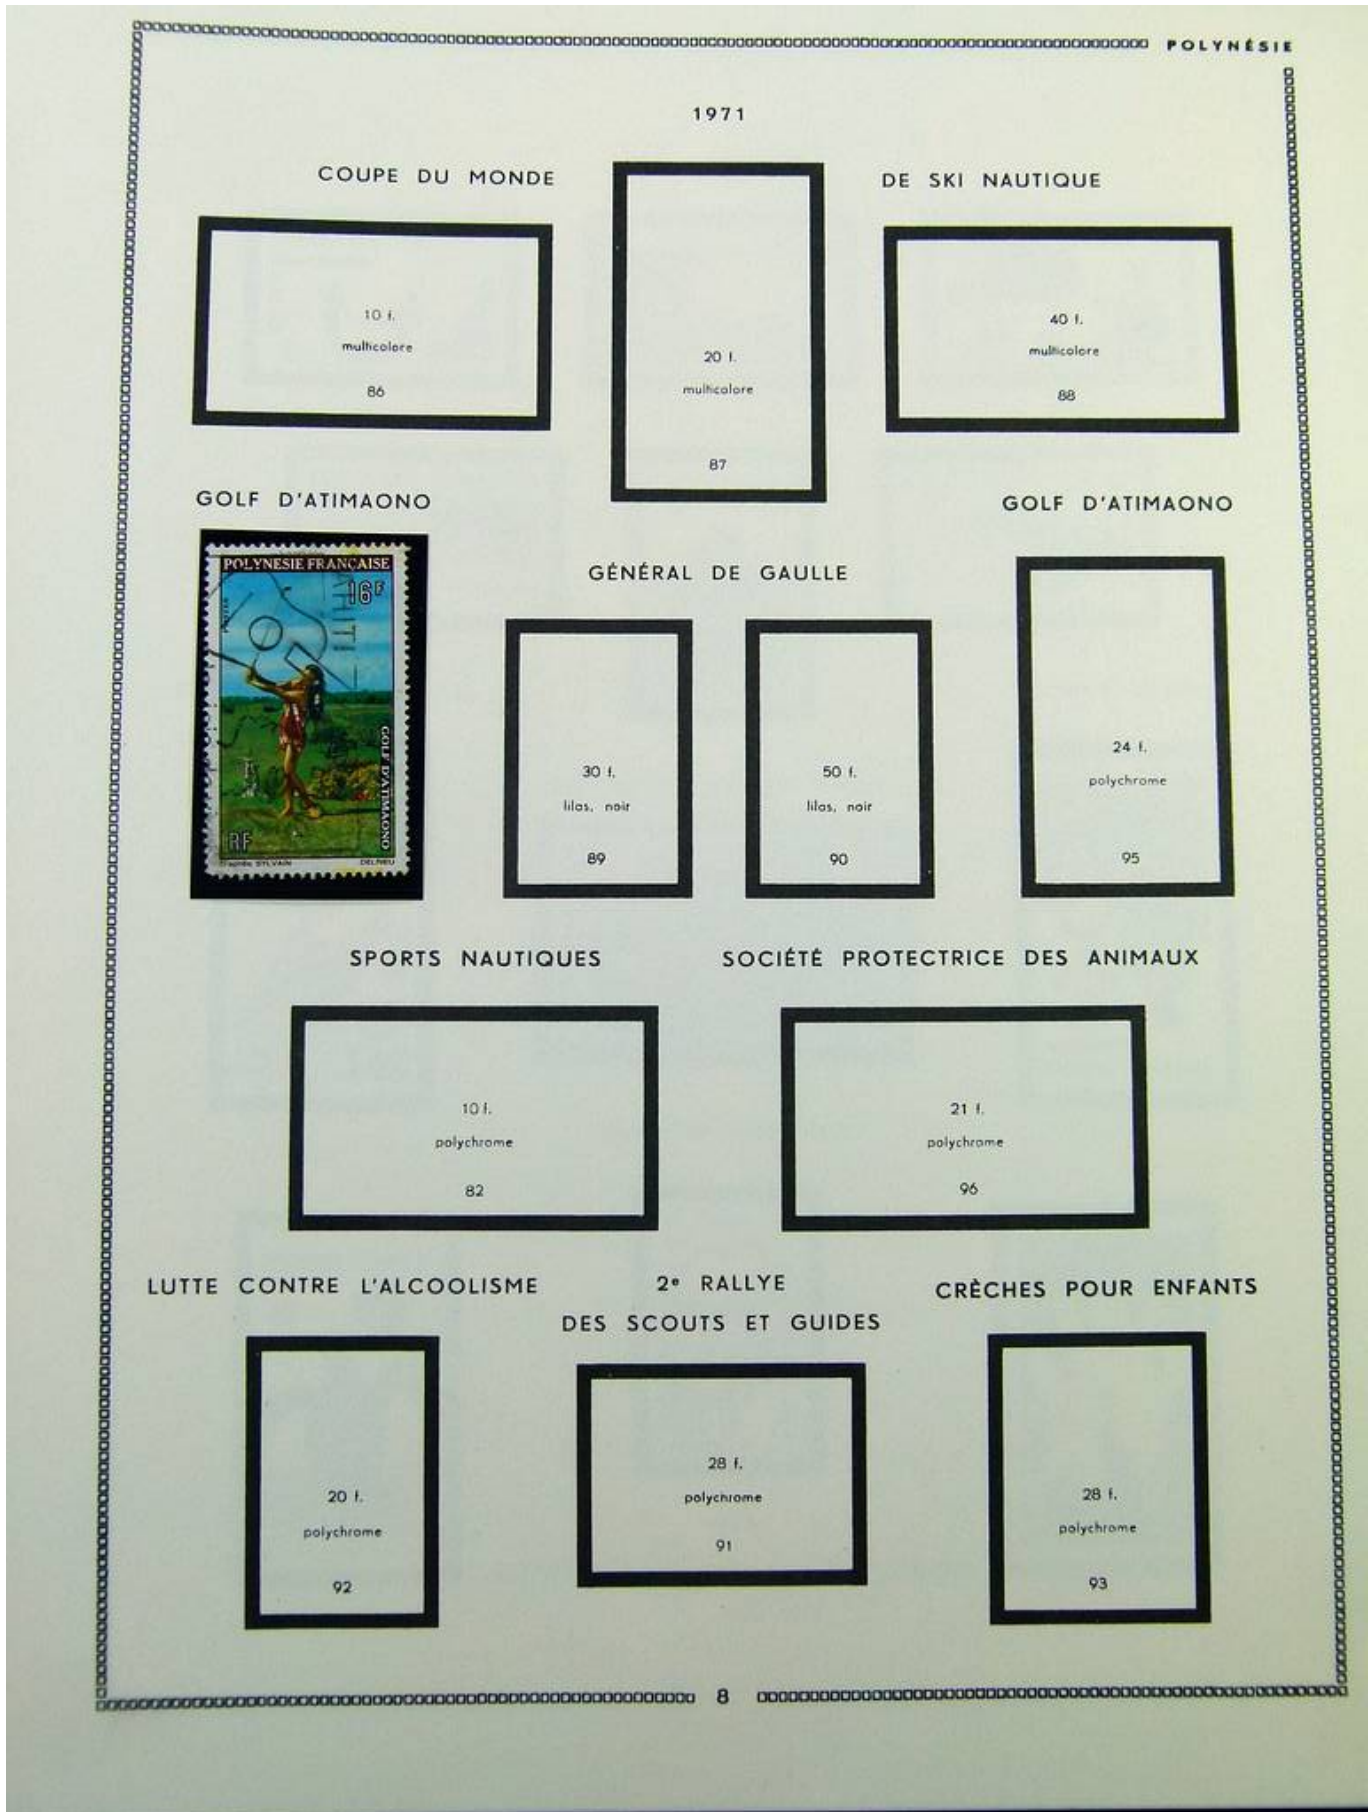 POLYNÉSIE
1971
COUPE DU MONDE
DE SKI NAUTIQUE
10 f.
multicolore
86
20 f.
multicolore
87
40 f.
multicolore
88
GOLF D'ATIMAONO
POLYNESIE FRANÇAISE
16F
POSTES
TAHITI
GOLF D'ATIMAONO
RF
d'après SYLVAIN
DELRIEU
GÉNÉRAL DE GAULLE
30 f.
lilas, noir
89
50 f.
lilas, noir
90
GOLF D'ATIMAONO
24 f.
polychrome
95
SPORTS NAUTIQUES
10 f.
polychrome
82
SOCIÉTÉ PROTECTRICE DES ANIMAUX
21 f.
polychrome
96
LUTTE CONTRE L'ALCOOLISME
20 f.
polychrome
92
2e RALLYE
DES SCOUTS ET GUIDES
28 f.
polychrome
91
CRÈCHES POUR ENFANTS
28 f.
polychrome
93
8